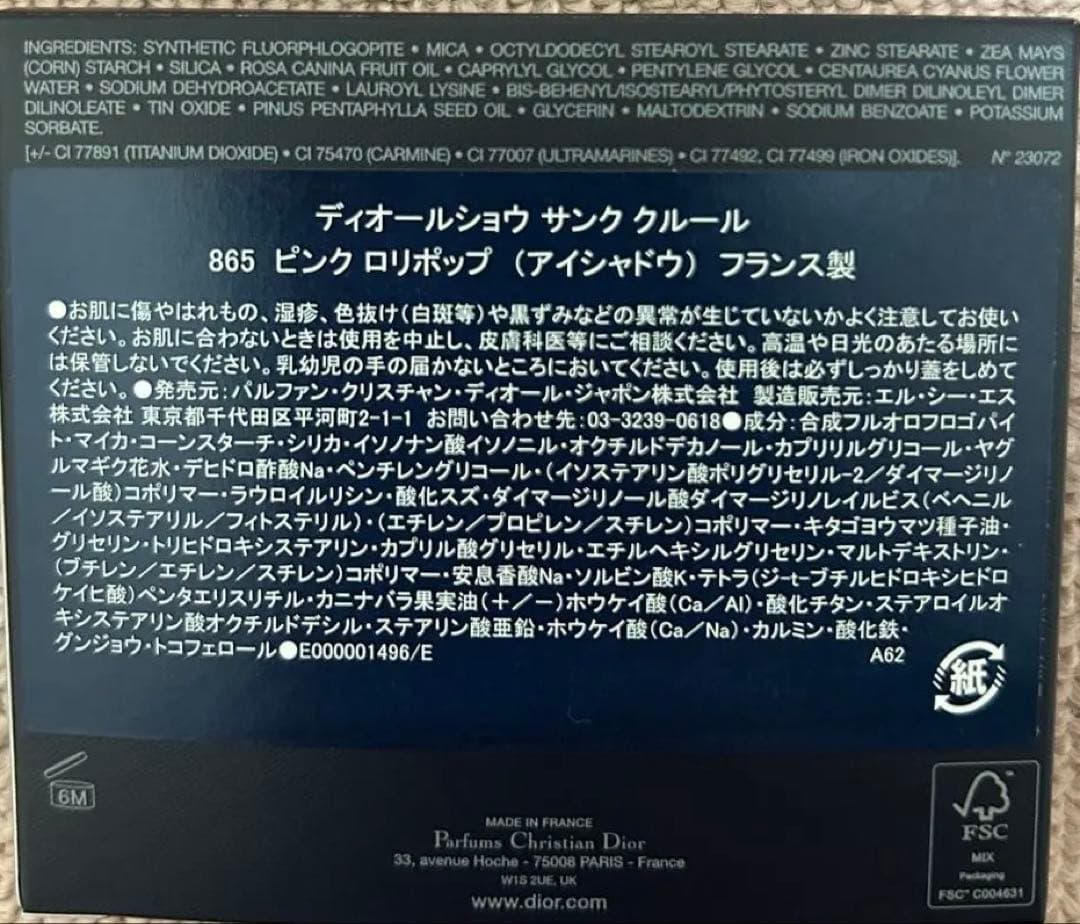 INGREDIENTS: SYNTHETIC FLUORPHLOGOPITE • MICA • OCTYLDODECYL STEAROYL STEARATE • ZINC STEARATE • ZEA MAYS
(CORN) STARCH • SILICA • ROSA CANINA FRUIT OIL • CAPRYLYL GLYCOL • PENTYLENE GLYCOL • CENTAUREA CYANUS FLOWER
WATER • SODIUM DEHYDROACETATE • LAUROYL LYSINE • BIS-BEHENYL/ISOSTEARYL/PHYTOSTERYL DIMER DILINOLEYL DIMER
DILINOLEATE • TIN OXIDE • PINUS PENTAPHYLLA SEED OIL • GLYCERIN • MALTODEXTRIN • SODIUM BENZOATE • POTASSIUM
SORBATE.
[+/- CI 77891 (TITANIUM DIOXIDE) • CI 75470 (CARMINE) • CI 77007 (ULTRAMARINES) • CI 77492, CI 77499 (IRON OXIDES)]. N° 23072
ディオールショウ サンク クルール
865 ピンク ロリポップ (アイシャドウ) フランス製
●お肌に傷やはれもの、湿疹、色抜け(白斑等)や黒ずみなどの異常が生じていないかよく注意してお使い
ください。お肌に合わないときは使用を中止し、皮膚科医等にご相談ください。高温や日光のあたる場所に
は保管しないでください。乳幼児の手の届かないところにおいてください。使用後は必ずしっかり蓋をしめて
ください。●発売元:パルファン・クリスチャン・ディオール・ジャポン株式会社 製造販売元:エル・シー・エス
株式会社 東京都千代田区平河町2-1-1 お問い合わせ先:03-3239-0618●成分:合成フルオロフロゴパイ
ト・マイカ・コーンスターチ・シリカ・イソノナン酸イソノニル・オクチルドデカノール・カプリリルグリコール・ヤグ
ルマギク花水・デヒドロ酢酸Na・ペンチレングリコール・(イソステアリン酸ポリグリセリル-2/ダイマージリノ
ール酸)コポリマー・ラウロイルリシン・酸化スズ・ダイマージリノール酸ダイマージリノレイルビス(ベヘニル
/イソステアリル/フィトステリル)・(エチレン/プロピレン/スチレン)コポリマー・キタゴヨウマツ種子油・
グリセリン・トリヒドロキシステアリン・カプリル酸グリセリル・エチルヘキシルグリセリン・マルトデキストリン・
(ブチレン/エチレン/スチレン)コポリマー・安息香酸Na・ソルビン酸K・テトラ(ジ-t-ブチルヒドロキシヒドロ
ケイヒ酸)ペンタエリスリチル・カニナバラ果実油(+/-)ホウケイ酸(Ca/Al)・酸化チタン・ステアロイルオ
キシステアリン酸オクチルドデシル・ステアリン酸亜鉛・ホウケイ酸(Ca/Na)・カルミン・酸化鉄・
グンジョウ・トコフェロール●E000001496/E A62
紙
6M
MADE IN FRANCE
Parfums Christian Dior
33, avenue Hoche - 75008 PARIS - France
W1S 2UE, UK
www.dior.com
FSC
MIX
Packaging
FSC™ C004631